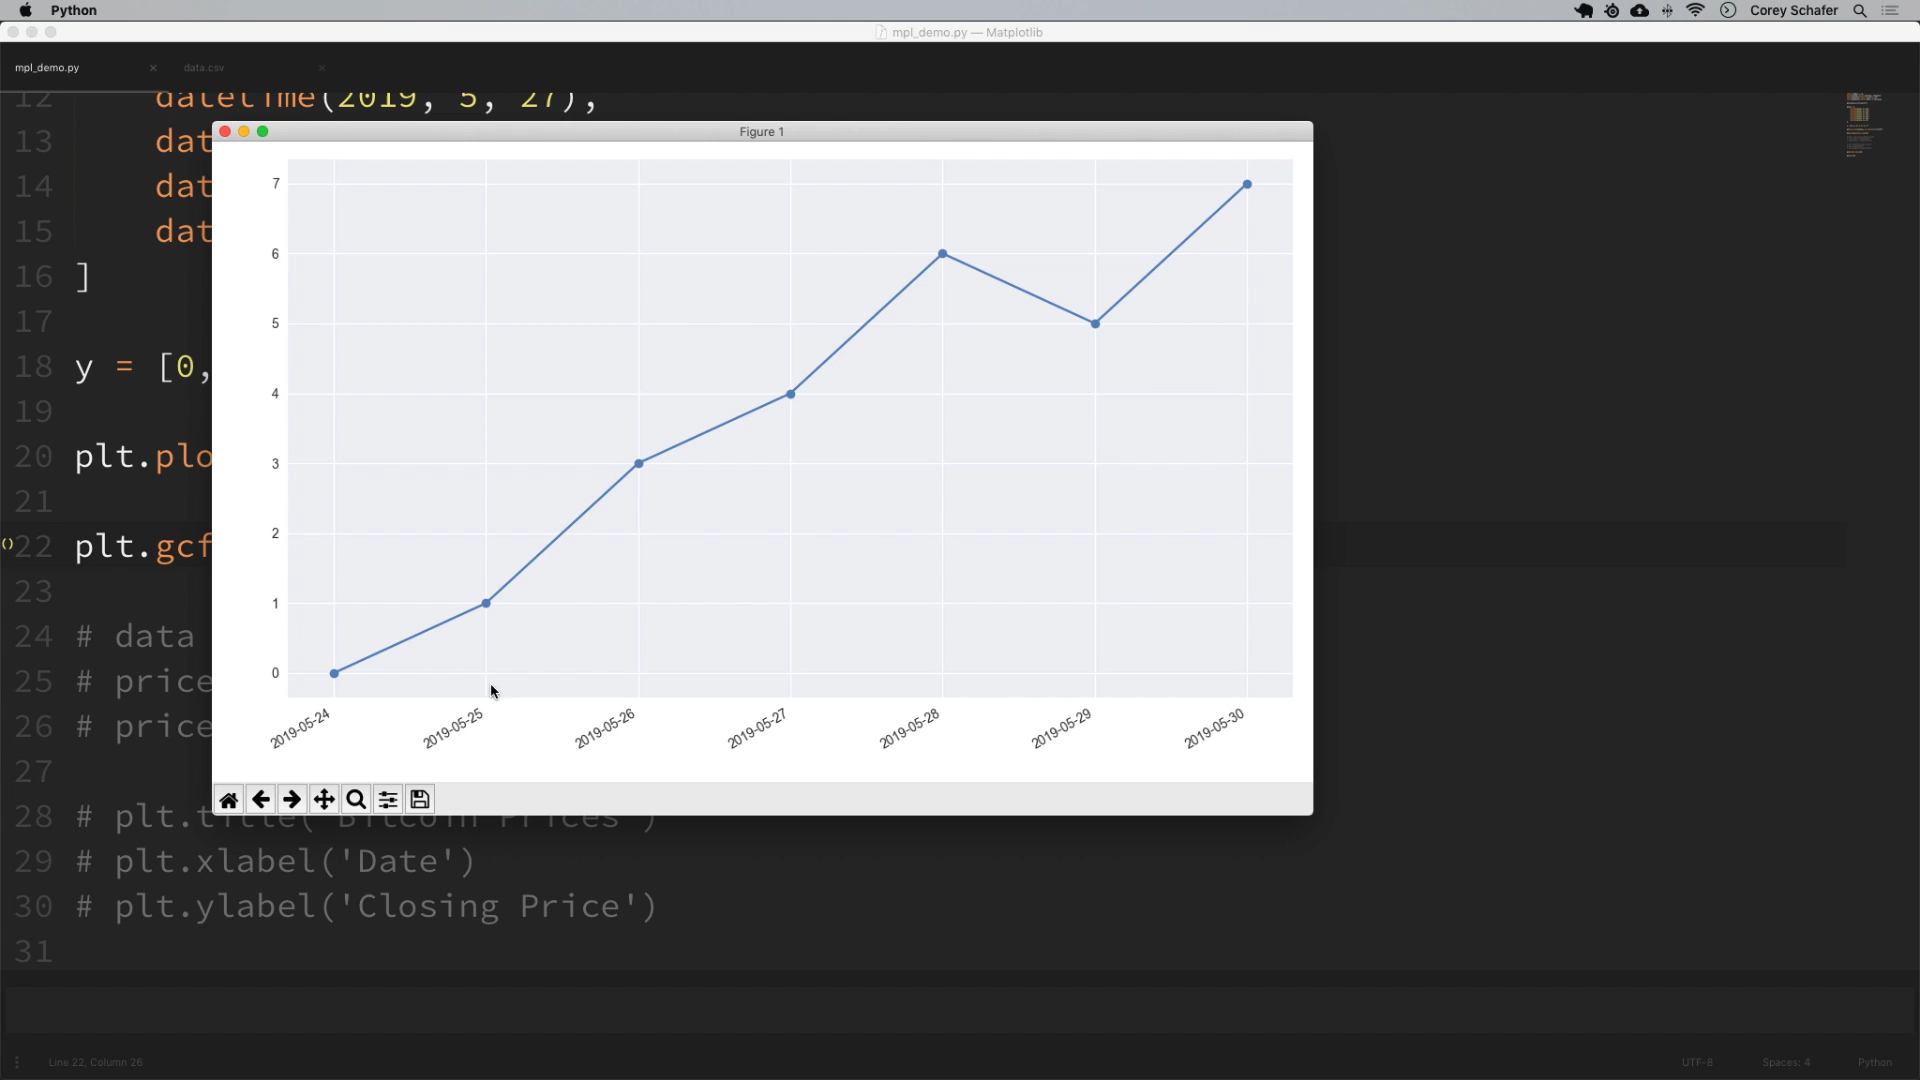 Python
Corey Schafer
mpl_demo.py — Matplotlib
mpl_demo.py
data.csv
12 datetime(2019, 5, 27),
13 dat
14 dat
15 dat
16 ]
17
18 y = [0,
19
20 plt.plo
21
22 plt.gcf
23
24 # data
25 # price
26 # price
27
28 # plt.title('Bitcoin Prices')
29 # plt.xlabel('Date')
30 # plt.ylabel('Closing Price')
31
Figure 1
7
6
5
4
3
2
1
0
2019-05-24
2019-05-25
2019-05-26
2019-05-27
2019-05-28
2019-05-29
2019-05-30
Line 22, Column 26
UTF-8
Spaces: 4
Python